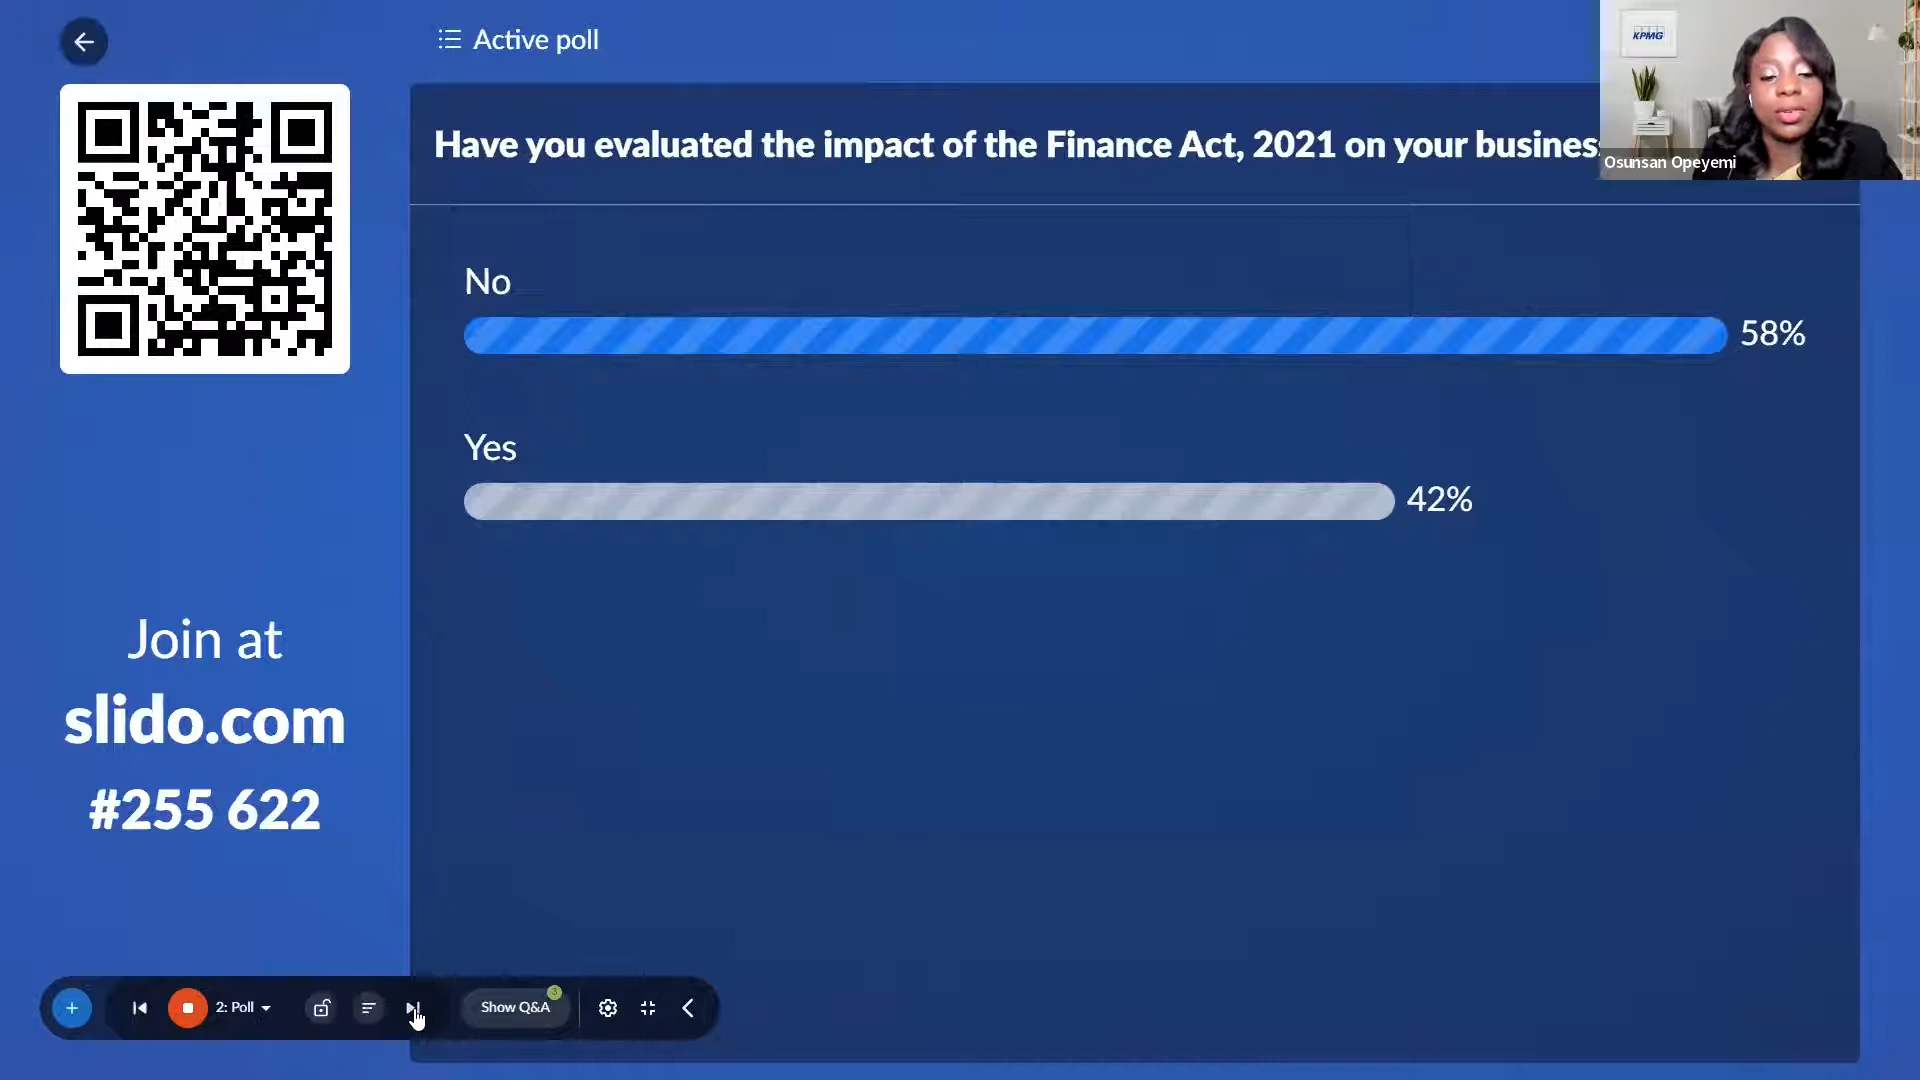 Active poll
KPMG
Have you evaluated the impact of the Finance Act, 2021 on your busines
Osunsan Opeyemi
No
58%
Yes
42%
Join at
slido.com
#255 622
2: Poll
Show Q&A
3